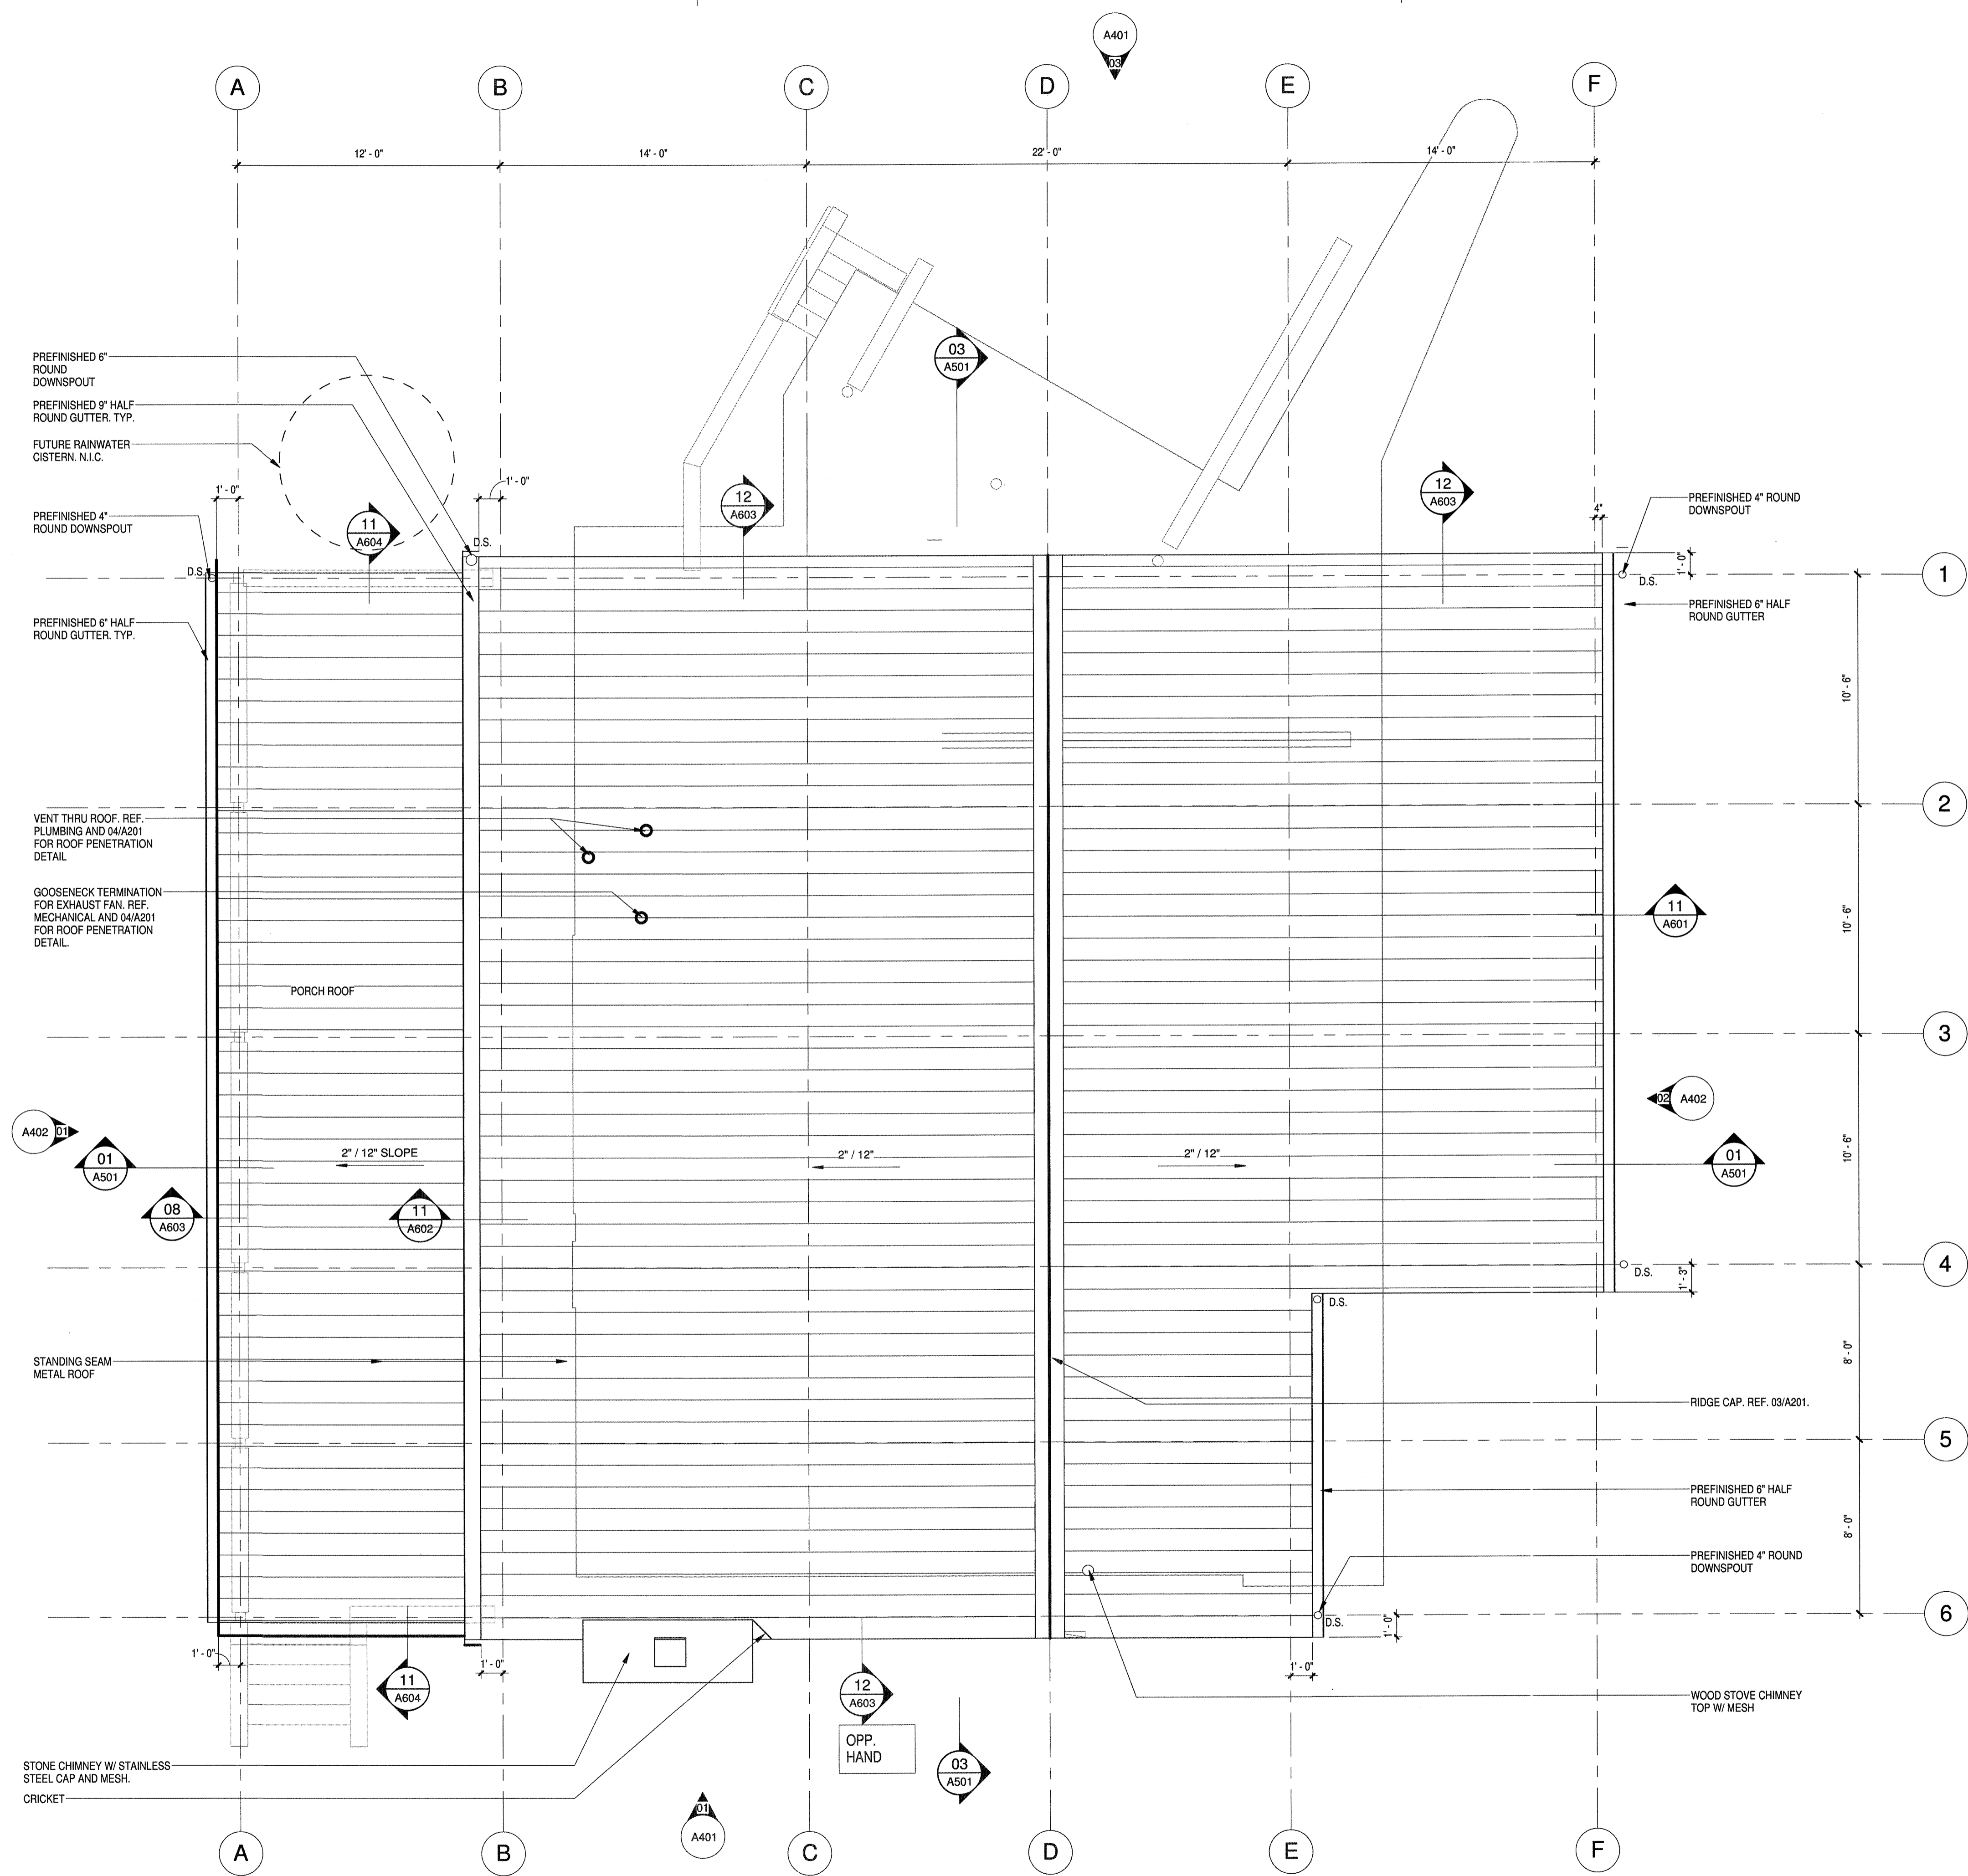 A401
03
A
B
C
D
E
F
12' - 0"
14' - 0"
22' - 0"
14' - 0"
PREFINISHED 6"
ROUND
DOWNSPOUT
PREFINISHED 9" HALF
ROUND GUTTER. TYP.
FUTURE RAINWATER
CISTERN. N.I.C.
03
A501
1' - 0"
1' - 0"
12
A603
12
A603
PREFINISHED 4" ROUND
DOWNSPOUT
4"
PREFINISHED 4"
ROUND DOWNSPOUT
11
A604
D.S.
D.S.
1' - 0"
D.S.
1
PREFINISHED 6" HALF
ROUND GUTTER
PREFINISHED 6" HALF
ROUND GUTTER. TYP.
10' - 6"
2
VENT THRU ROOF. REF.
PLUMBING AND 04/A201
FOR ROOF PENETRATION
DETAIL
GOOSENECK TERMINATION
FOR EXHAUST FAN. REF.
MECHANICAL AND 04/A201
FOR ROOF PENETRATION
DETAIL.
11
A601
10' - 6"
PORCH ROOF
3
A402
02
A402
01
01
A501
2" / 12" SLOPE
2" / 12"
2" / 12"
01
A501
10' - 6"
08
A603
11
A602
4
D.S.
1' - 3"
D.S.
8' - 0"
STANDING SEAM
METAL ROOF
RIDGE CAP. REF. 03/A201.
5
PREFINISHED 6" HALF
ROUND GUTTER
8' - 0"
PREFINISHED 4" ROUND
DOWNSPOUT
6
D.S.
1' - 0"
1' - 0"
1' - 0"
1' - 0"
11
A604
12
A603
WOOD STOVE CHIMNEY
TOP W/ MESH
OPP.
HAND
STONE CHIMNEY W/ STAINLESS
STEEL CAP AND MESH.
CRICKET
03
A501
01
A401
A
B
C
D
E
F